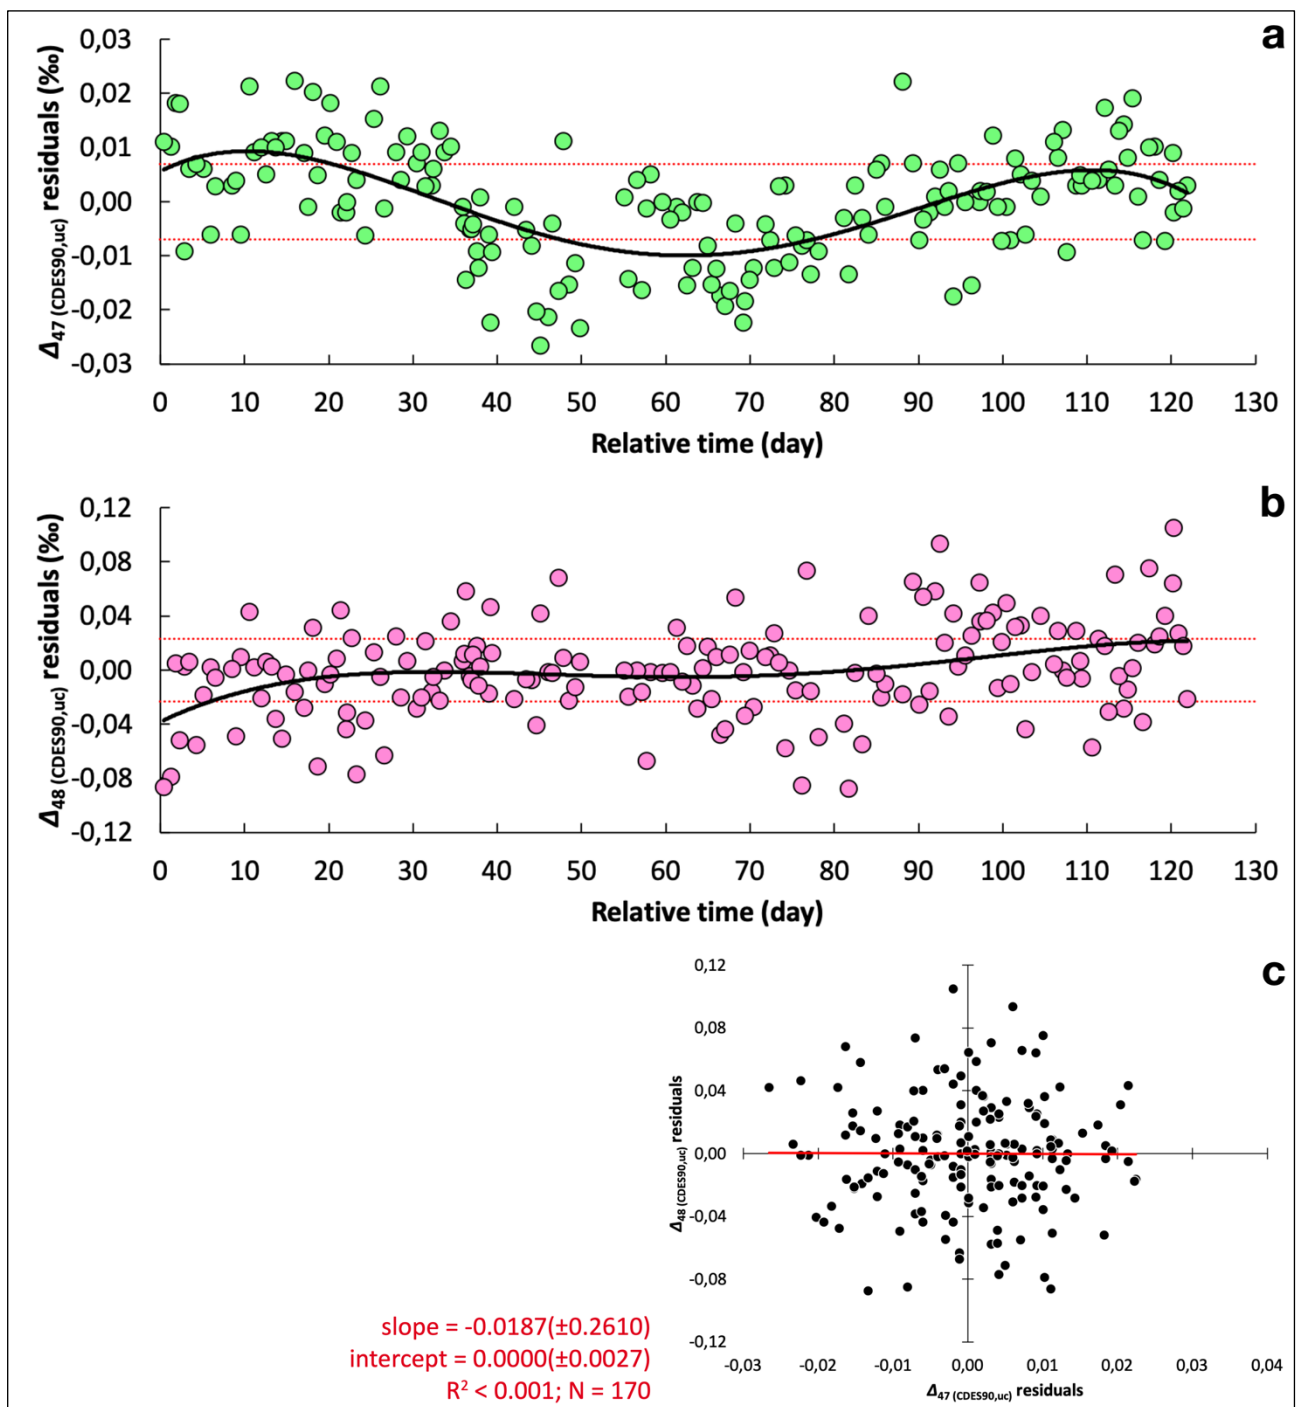 a
Δ47 (CDES90,uc) residuals (‰)
0,03
0,02
0,01
0,00
-0,01
-0,02
-0,03
0 10 20 30 40 50 60 70 80 90 100 110 120 130
Relative time (day)
b
Δ48 (CDES90,uc) residuals (‰)
0,12
0,08
0,04
0,00
-0,04
-0,08
-0,12
0 10 20 30 40 50 60 70 80 90 100 110 120 130
Relative time (day)
c
Δ48 (CDES90,uc) residuals
0,12
0,08
0,04
0,00
-0,04
-0,08
-0,12
-0,03 -0,02 -0,01 0,00 0,01 0,02 0,03 0,04
Δ47 (CDES90,uc) residuals
slope = -0.0187(±0.2610)
intercept = 0.0000(±0.0027)
R² < 0.001; N = 170